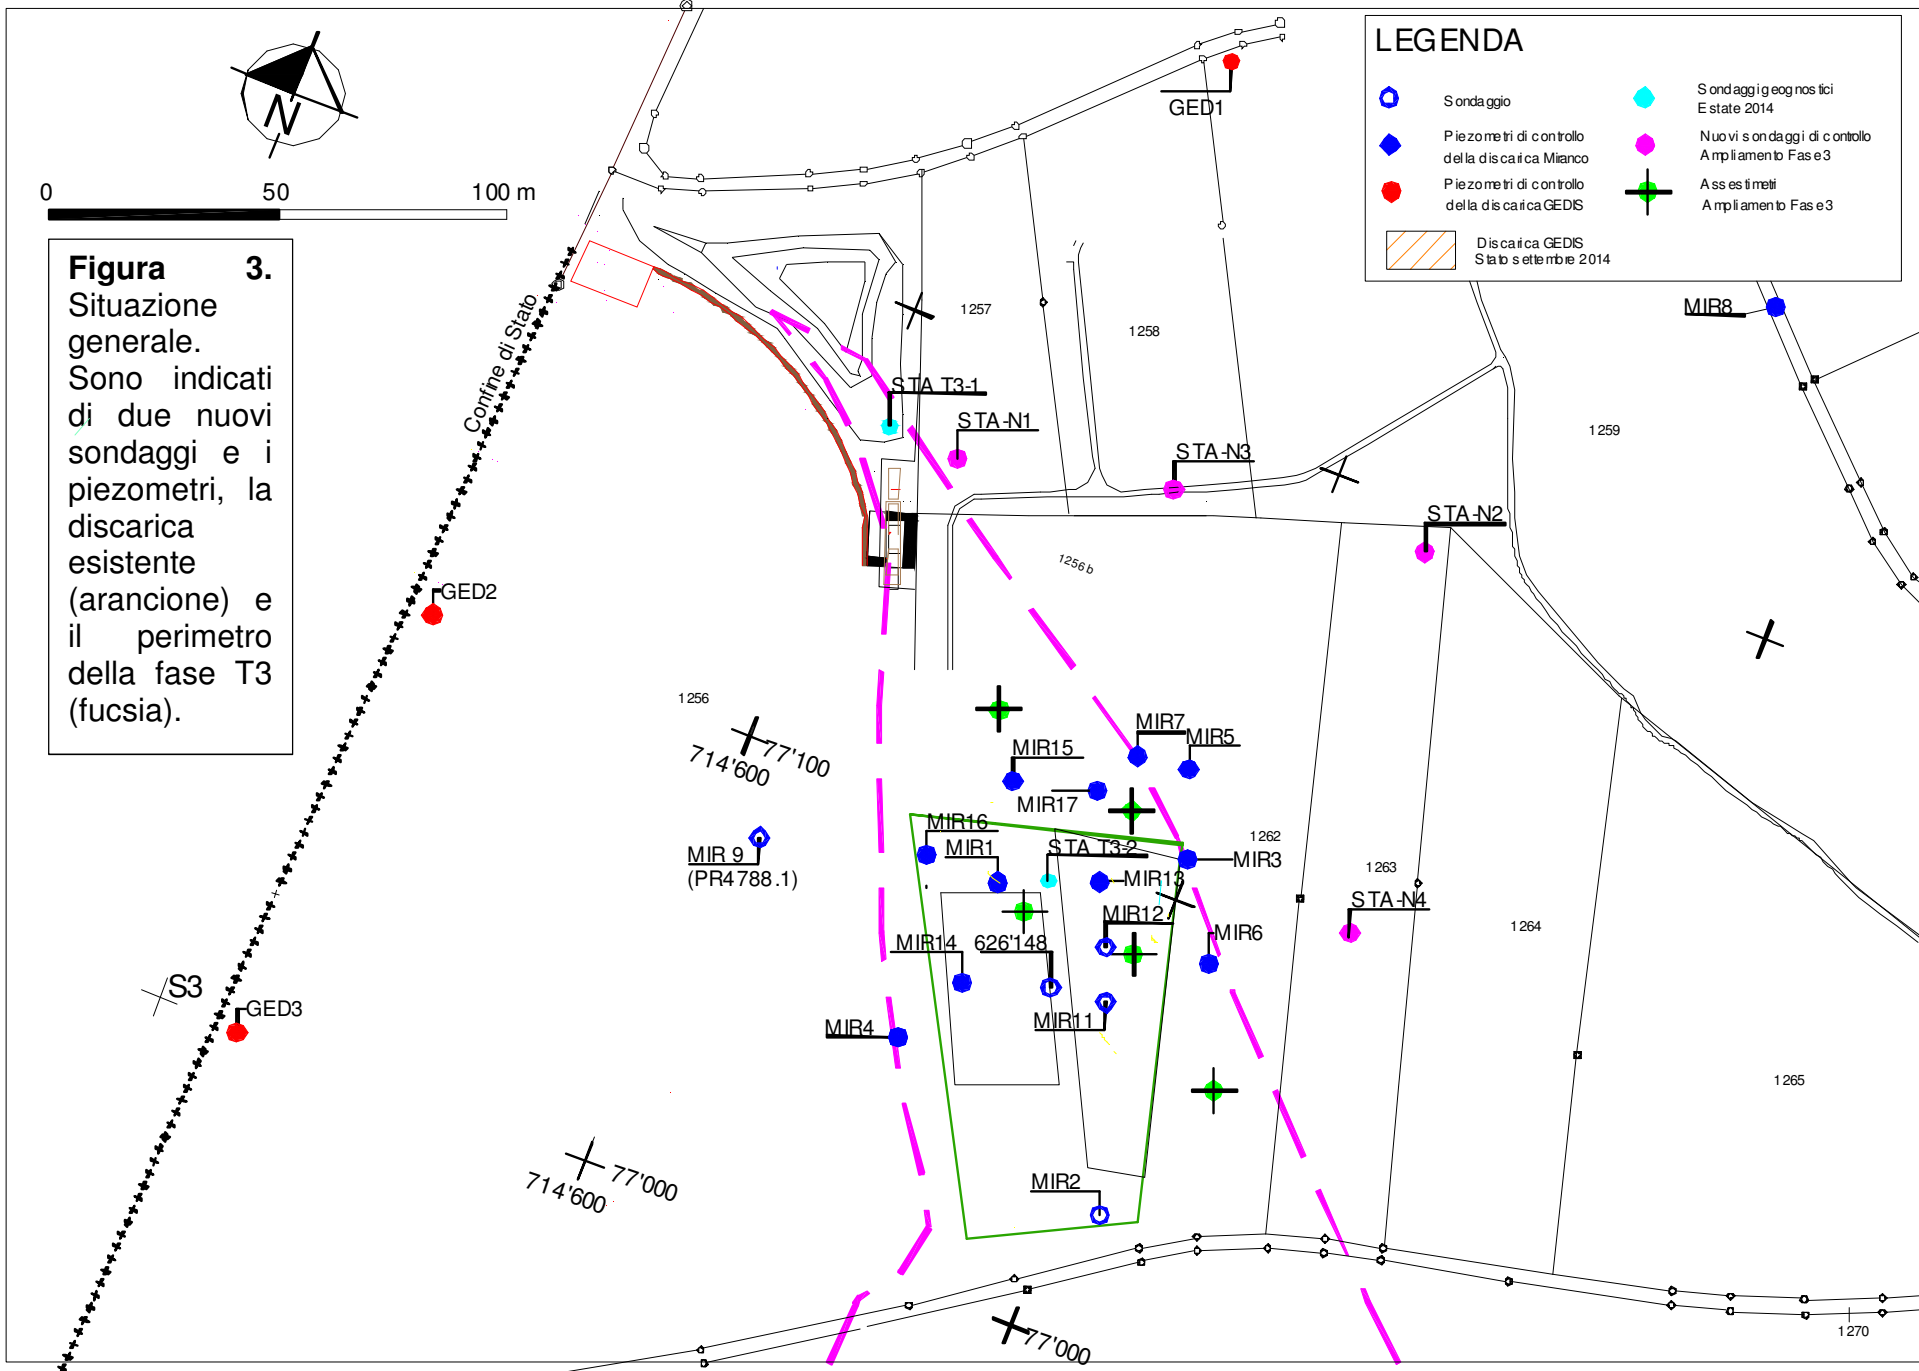 N
0 50 100 m
Figura 3.
Situazione
generale.
Sono indicati
di due nuovi
sondaggi e i
piezometri, la
discarica
esistente
(arancione) e
il perimetro
della fase T3
(fucsia).
LEGENDA
Sondaggio
Piezometri di controllo
della discarica Miranco
Piezometri di controllo
della discarica GEDIS
Discarica GEDIS
Stato settembre 2014
Sondaggi geognostici
Estate 2014
Nuovi sondaggi di controllo
Ampliamento Fase3
Assestimetri
Ampliamento Fase3
GED1
MIR8
1257
1258
1259
Confine di Stato
STA T3-1
STA-N1
STA-N3
STA-N2
1256b
GED2
1256
77'100
714'600
MIR7
MIR5
MIR15
MIR17
MIR16
MIR1
STA T3-2
MIR3
MIR13
MIR 9
(PR4788.1)
1262
1263
STA-N4
MIR12
MIR14
626'148
MIR6
1264
S3
GED3
MIR4
MIR11
1265
77'000
714'600
MIR2
77'000
1270